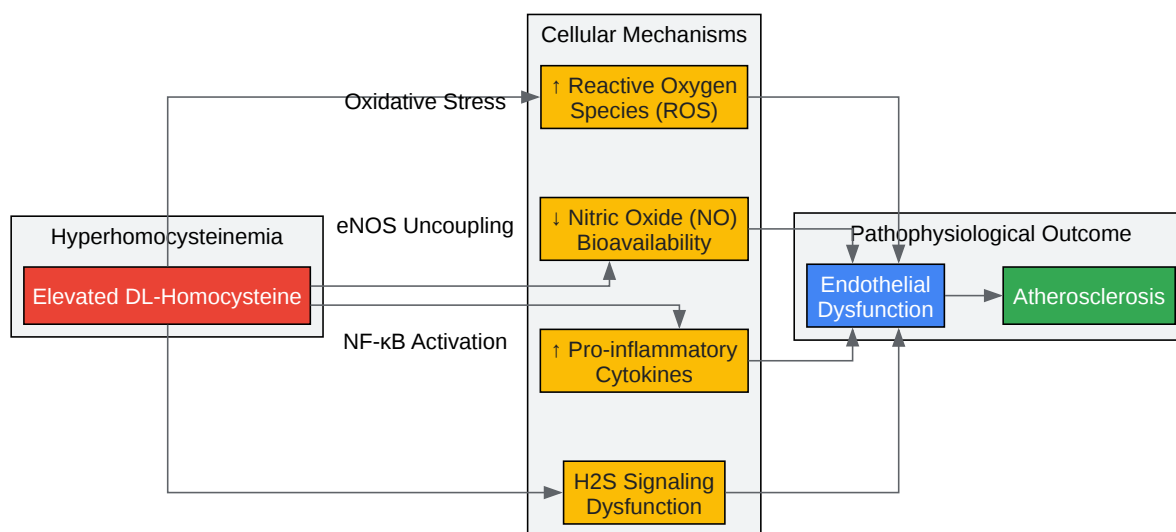 Cellular Mechanisms
↑ Reactive Oxygen
Species (ROS)
Oxidative Stress
eNOS Uncoupling
↓ Nitric Oxide (NO)
Bioavailability
Hyperhomocysteinemia
Elevated DL-Homocysteine
NF-κB Activation
↑ Pro-inflammatory
Cytokines
H2S Signaling
Dysfunction
Pathophysiological Outcome
Endothelial
Dysfunction
Atherosclerosis